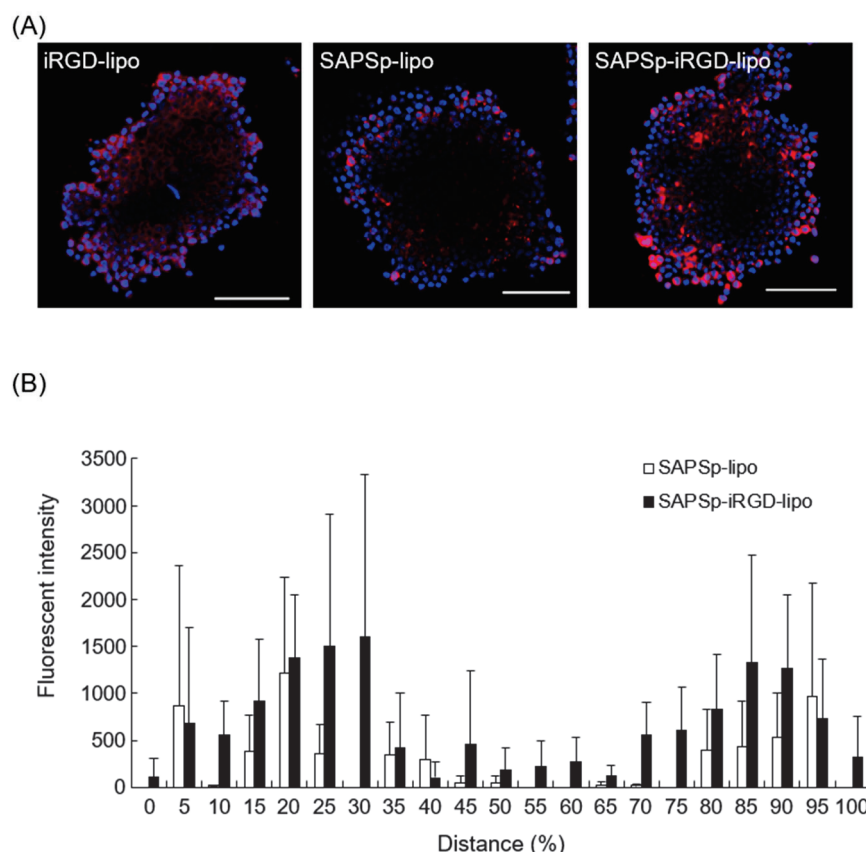 (A)
iRGD-lipo SAPSp-lipo SAPSp-iRGD-lipo
(B)
3500
3000
2500
2000
1500
1000
500
0
Fluorescent intensity
SAPSp-lipo
SAPSp-iRGD-lipo
0 5 10 15 20 25 30 35 40 45 50 55 60 65 70 75 80 85 90 95 100
Distance (%)